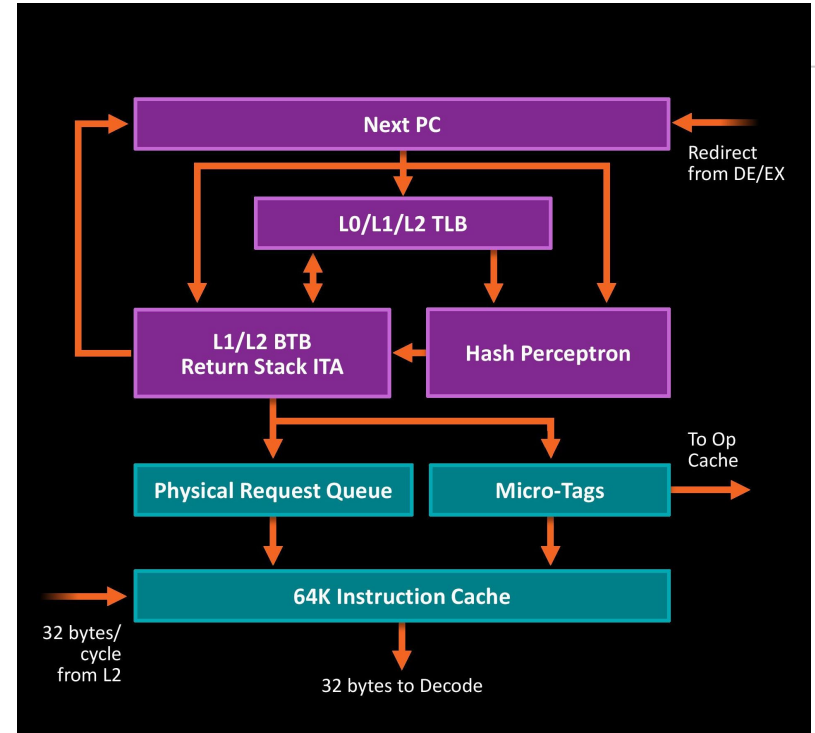 Next PC
Redirect
from DE/EX
L0/L1/L2 TLB
L1/L2 BTB
Return Stack ITA
Hash Perceptron
To Op
Cache
Physical Request Queue
Micro-Tags
64K Instruction Cache
32 bytes/
cycle
from L2
32 bytes to Decode